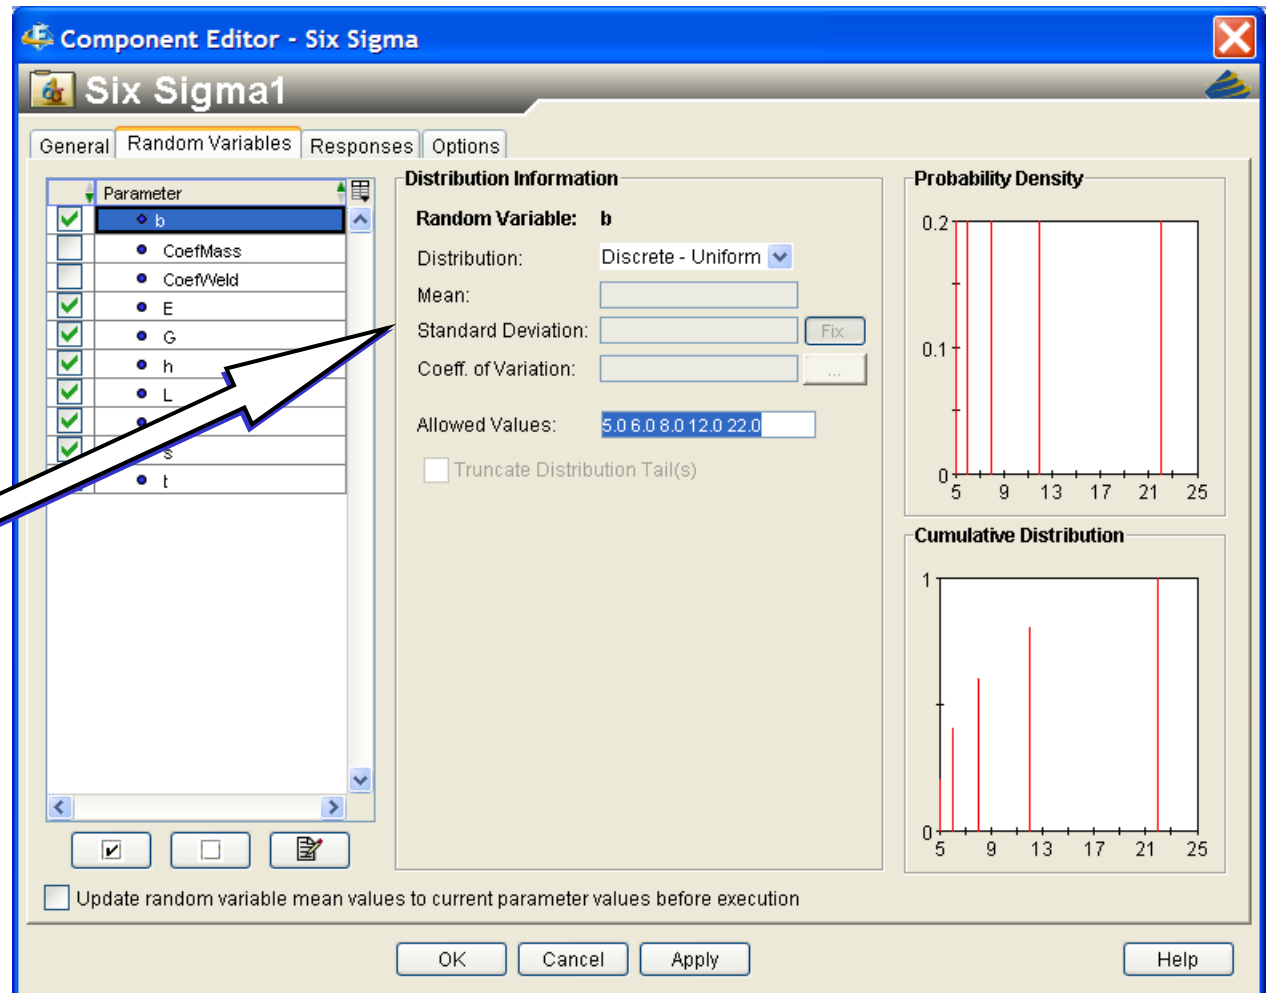 Component Editor - Six Sigma
Six Sigma1
General Random Variables Responses Options
Parameter
b
CoefMass
CoefWeld
E
G
h
L
s
t
Distribution Information
Random Variable: b
Distribution: Discrete - Uniform
Mean:
Standard Deviation: Fix
Coeff. of Variation: ...
Allowed Values: 5.0 6.0 8.0 12.0 22.0
Truncate Distribution Tail(s)
Probability Density
0.2
0.1
0
5 9 13 17 21 25
Cumulative Distribution
1
0
5 9 13 17 21 25
Update random variable mean values to current parameter values before execution
OK Cancel Apply Help